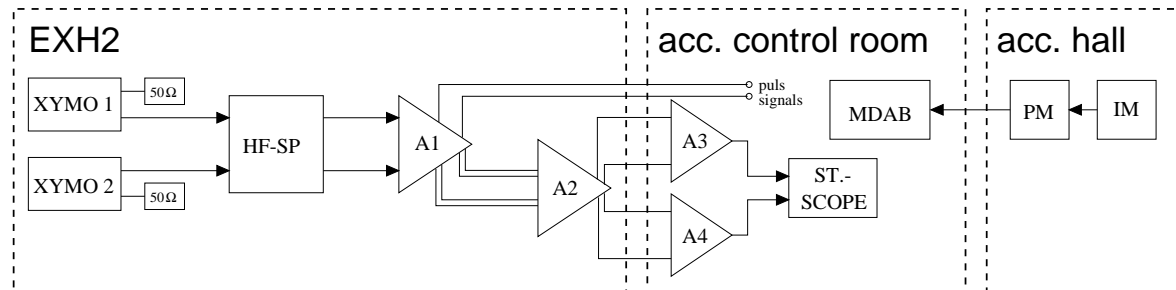 EXH2
acc. control room
acc. hall
XYMO 1
50Ω
XYMO 2
50Ω
HF-SP
A1
A2
puls
signals
A3
A4
MDAB
ST.-
SCOPE
PM
IM